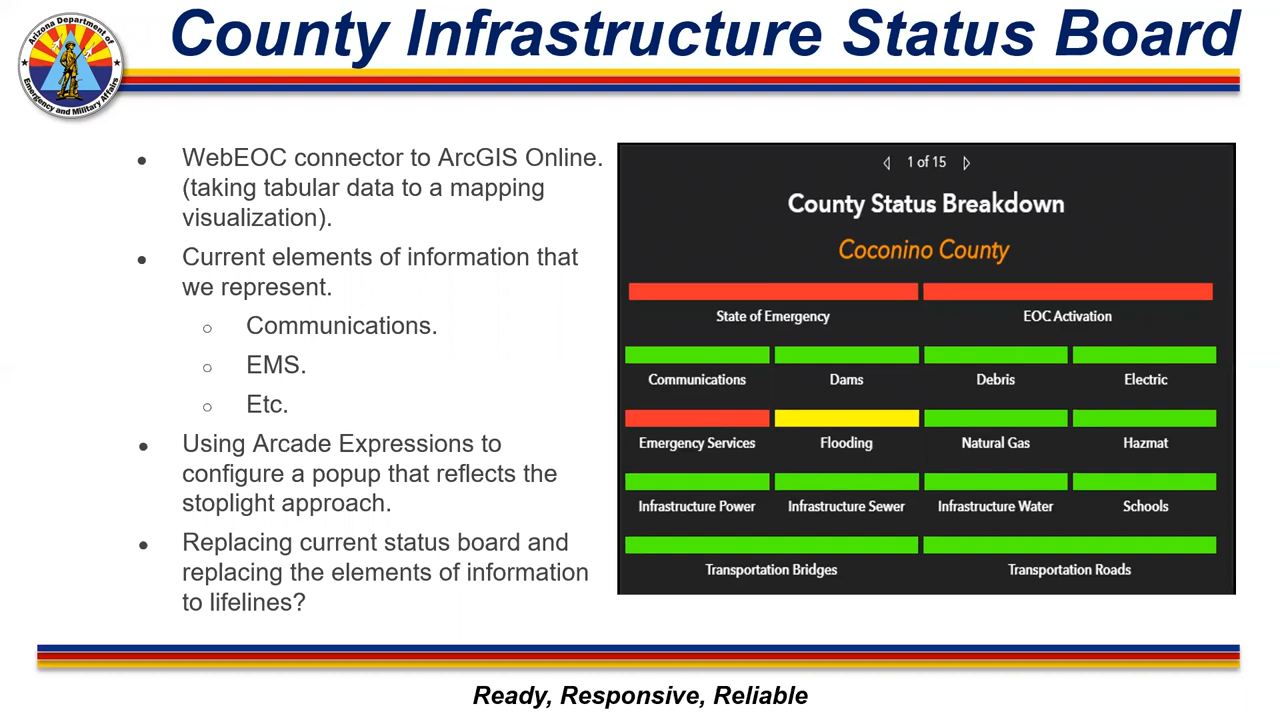 County Infrastructure Status Board
Arizona Department of
Emergency and Military Affairs
● WebEOC connector to ArcGIS Online.
(taking tabular data to a mapping
visualization).
● Current elements of information that
we represent.
○ Communications.
○ EMS.
○ Etc.
● Using Arcade Expressions to
configure a popup that reflects the
stoplight approach.
● Replacing current status board and
replacing the elements of information
to lifelines?
1 of 15
County Status Breakdown
Coconino County
State of Emergency EOC Activation
Communications Dams Debris Electric
Emergency Services Flooding Natural Gas Hazmat
Infrastructure Power Infrastructure Sewer Infrastructure Water Schools
Transportation Bridges Transportation Roads
Ready, Responsive, Reliable